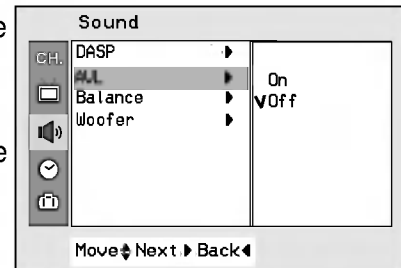 e
Sound
CH.
DASP
AVL
Balance
Woofer
On
Off
e
Move Next Back